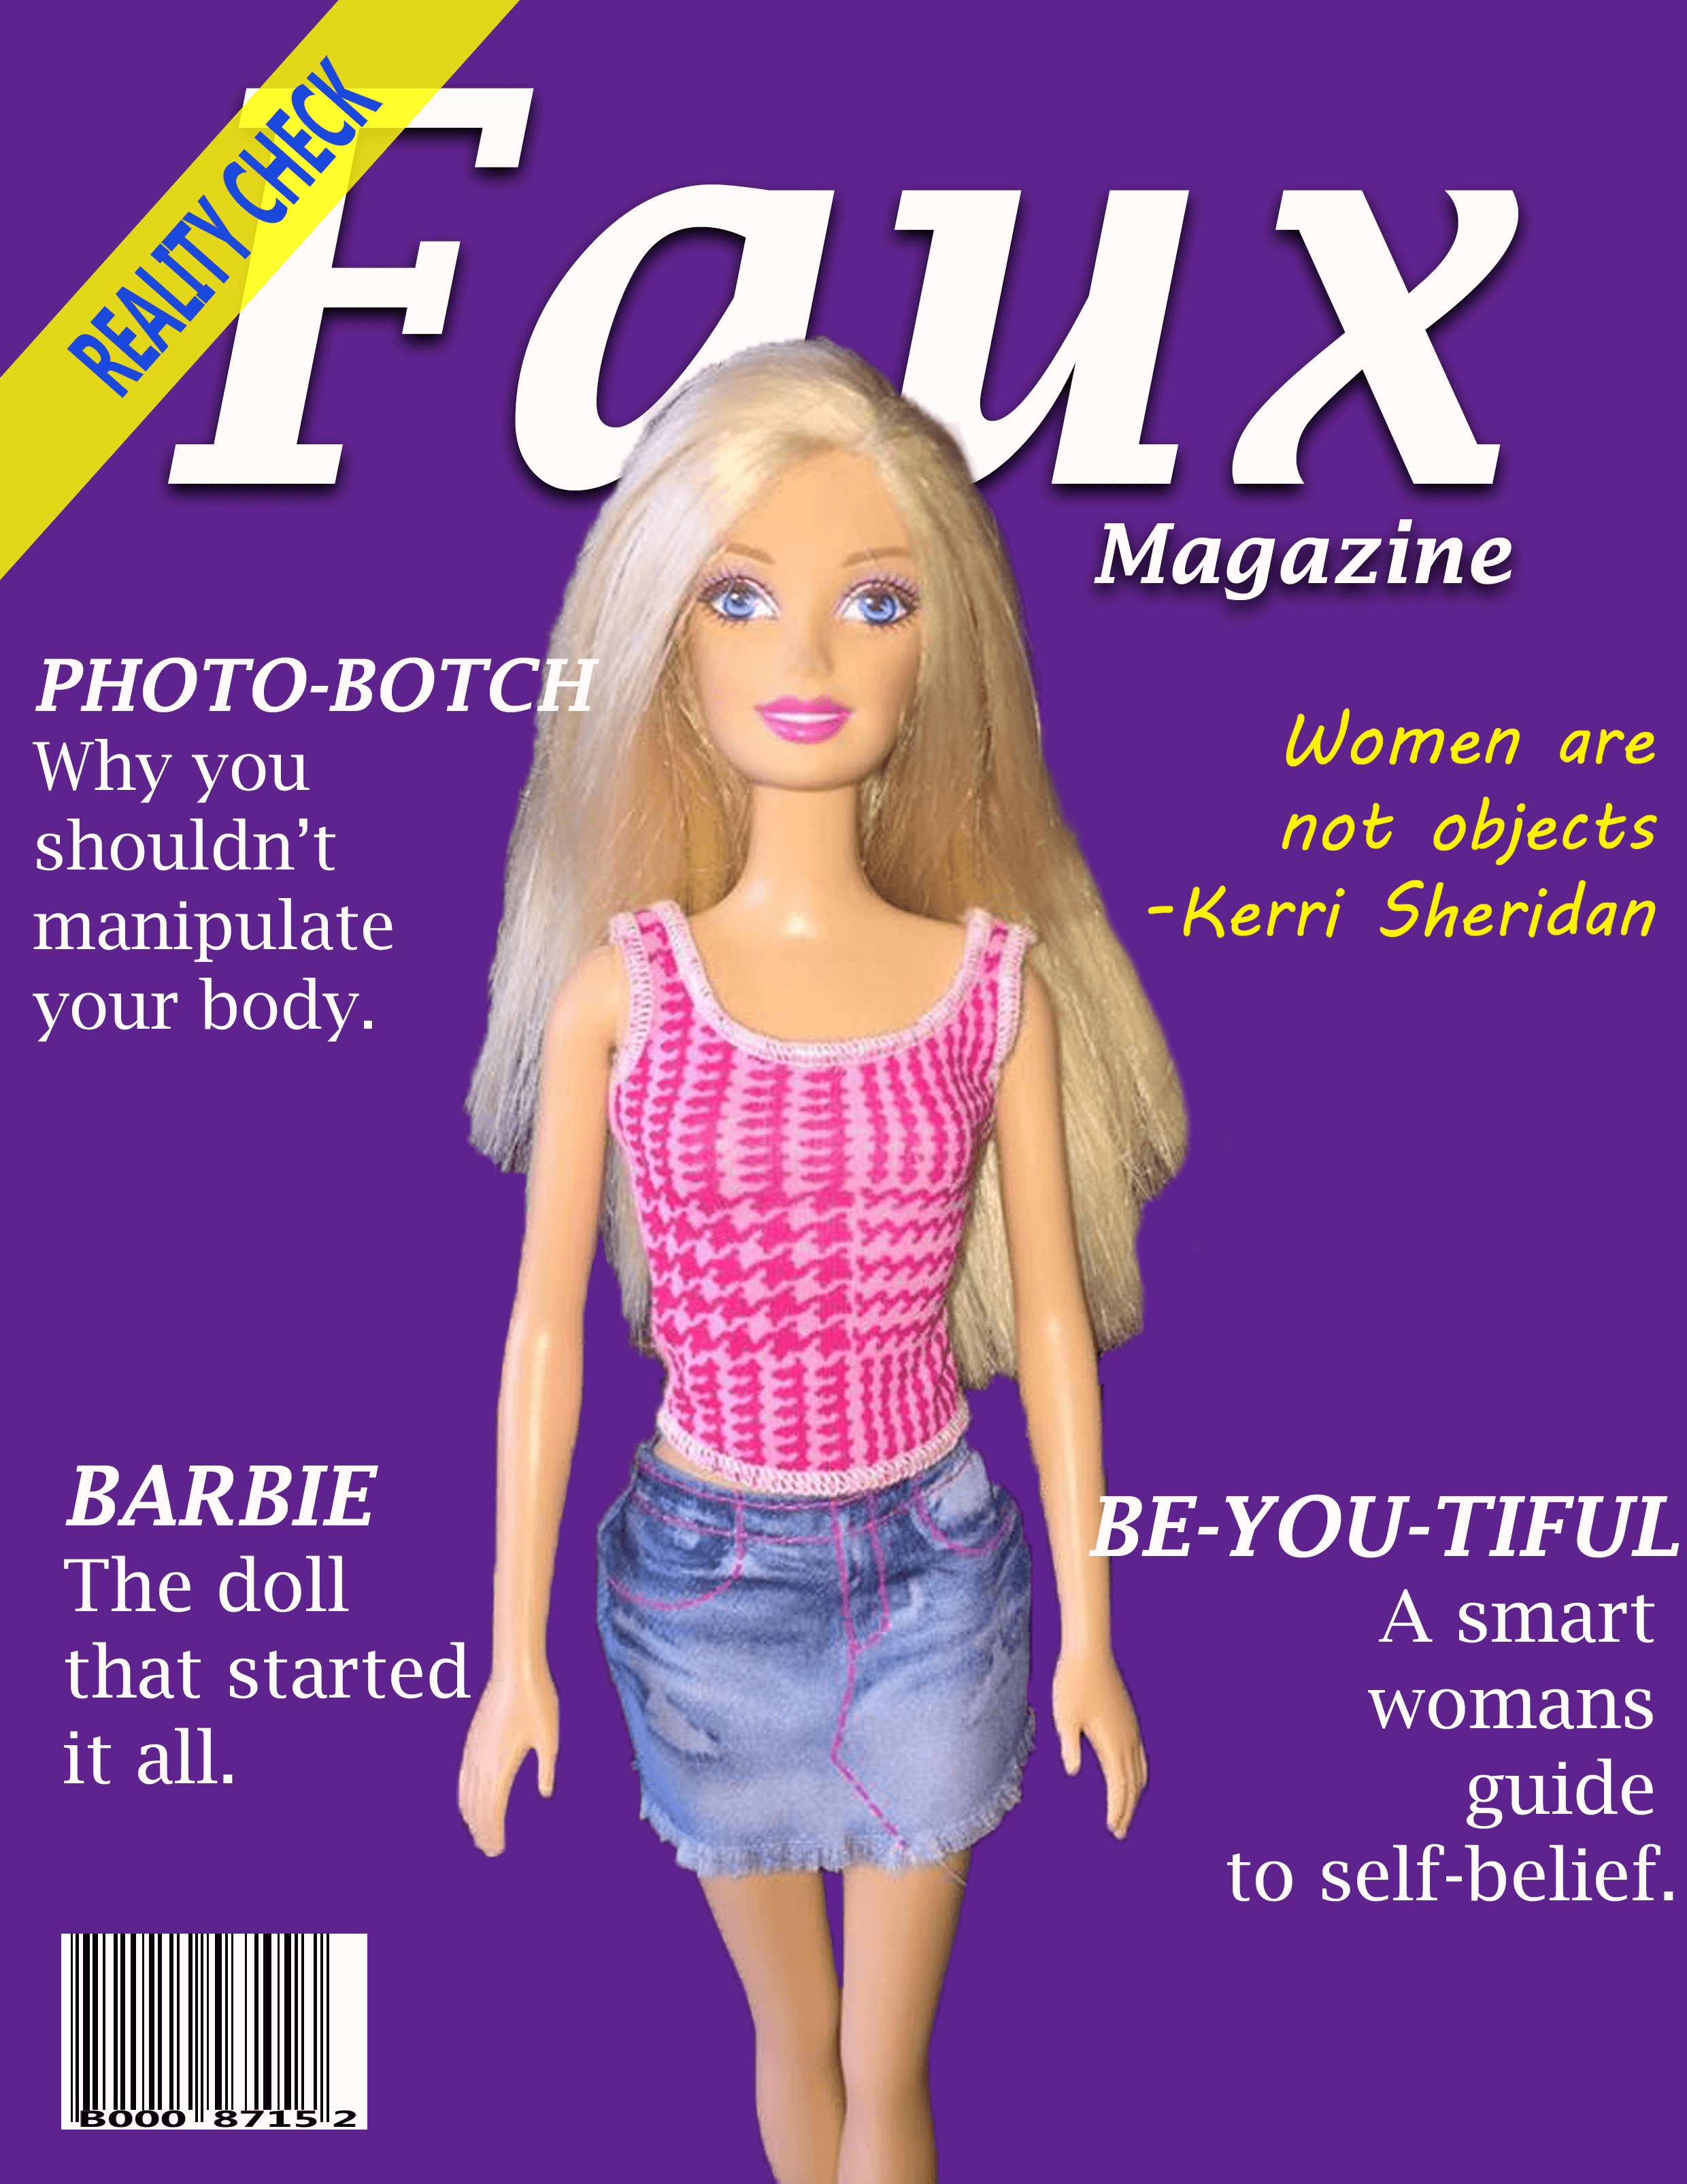 REALITY CHECK
Faux
Magazine
PHOTO-BOTCH
Why you
shouldn't
manipulate
your body.
Women are
not objects
-Kerri Sheridan
BARBIE
The doll
that started
it all.
BE-YOU-TIFUL
A smart
womans
guide
to self-belief.
B000 8715 2